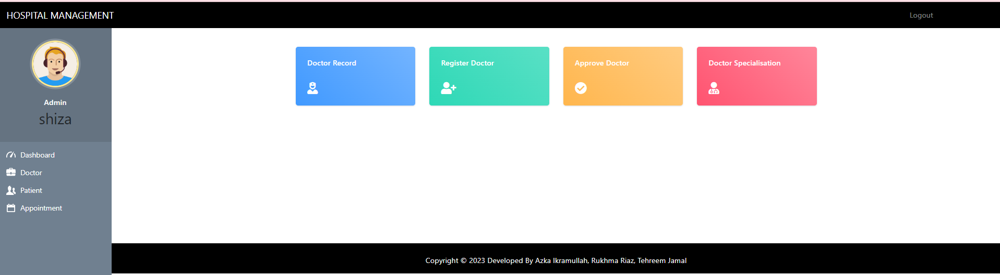 HOSPITAL MANAGEMENT
Logout
Admin
shiza
Dashboard
Doctor
Patient
Appointment
Doctor Record
Register Doctor
Approve Doctor
Doctor Specialisation
Copyright © 2023 Developed By Azka Ikramullah, Rukhma Riaz, Tehreem Jamal